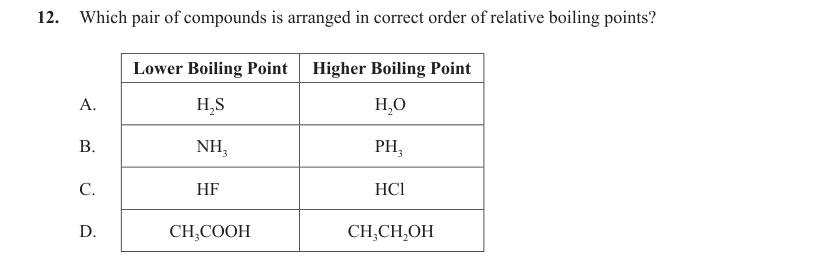 12. Which pair of compounds is arranged in correct order of relative boiling points?
Lower Boiling Point Higher Boiling Point
A. H₂S H₂O
B. NH₃ PH₃
C. HF HCl
D. CH₃COOH CH₃CH₂OH